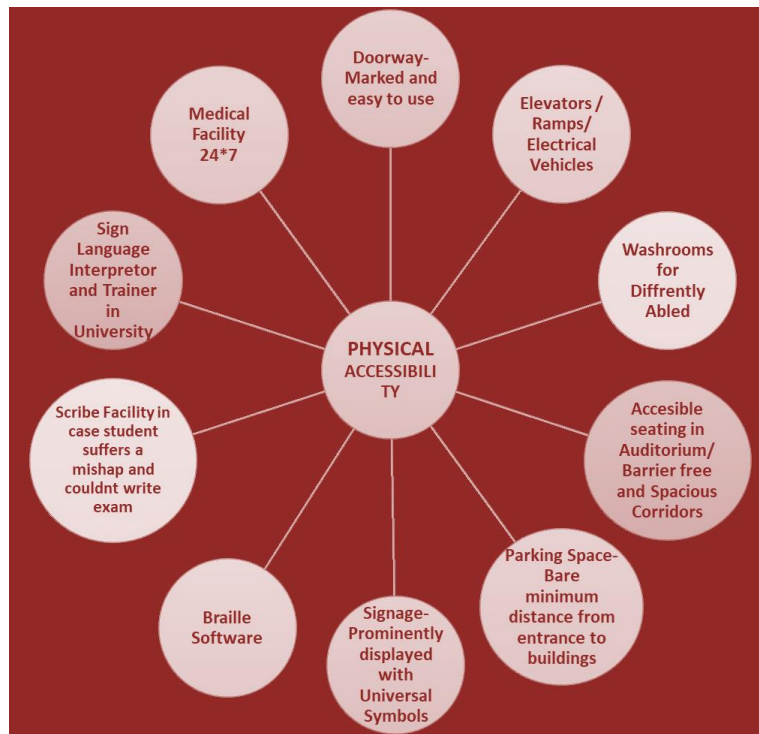 Doorway-
Marked and
easy to use
Elevators /
Ramps/
Electrical
Vehicles
Washrooms
for
Diffrently
Abled
Accesible
seating in
Auditorium/
Barrier free
and Spacious
Corridors
Parking Space-
Bare
minimum
distance from
entrance to
buildings
Signage-
Prominently
displayed
with
Universal
Symbols
Braille
Software
Scribe Facility in
case student
suffers a
mishap and
couldnt write
exam
Sign
Language
Interpretor
and Trainer
in
University
Medical
Facility
24*7
PHYSICAL
ACCESSIBILI
TY